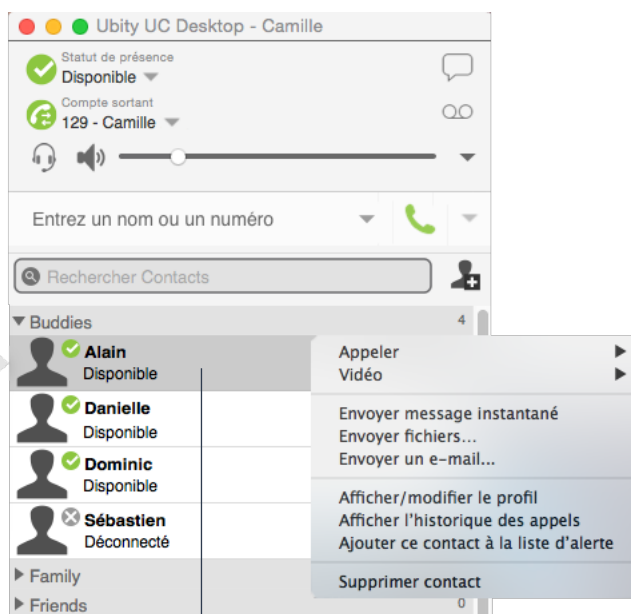 Ubity UC Desktop - Camille
Statut de présence
Disponible
Compte sortant
129 - Camille
Entrez un nom ou un numéro
Rechercher Contacts
Buddies 4
Alain
Disponible
Danielle
Disponible
Dominic
Disponible
Sébastien
Déconnecté
Family
Friends 0
Appeler
Vidéo
Envoyer message instantané
Envoyer fichiers...
Envoyer un e-mail...
Afficher/modifier le profil
Afficher l'historique des appels
Ajouter ce contact à la liste d'alerte
Supprimer contact